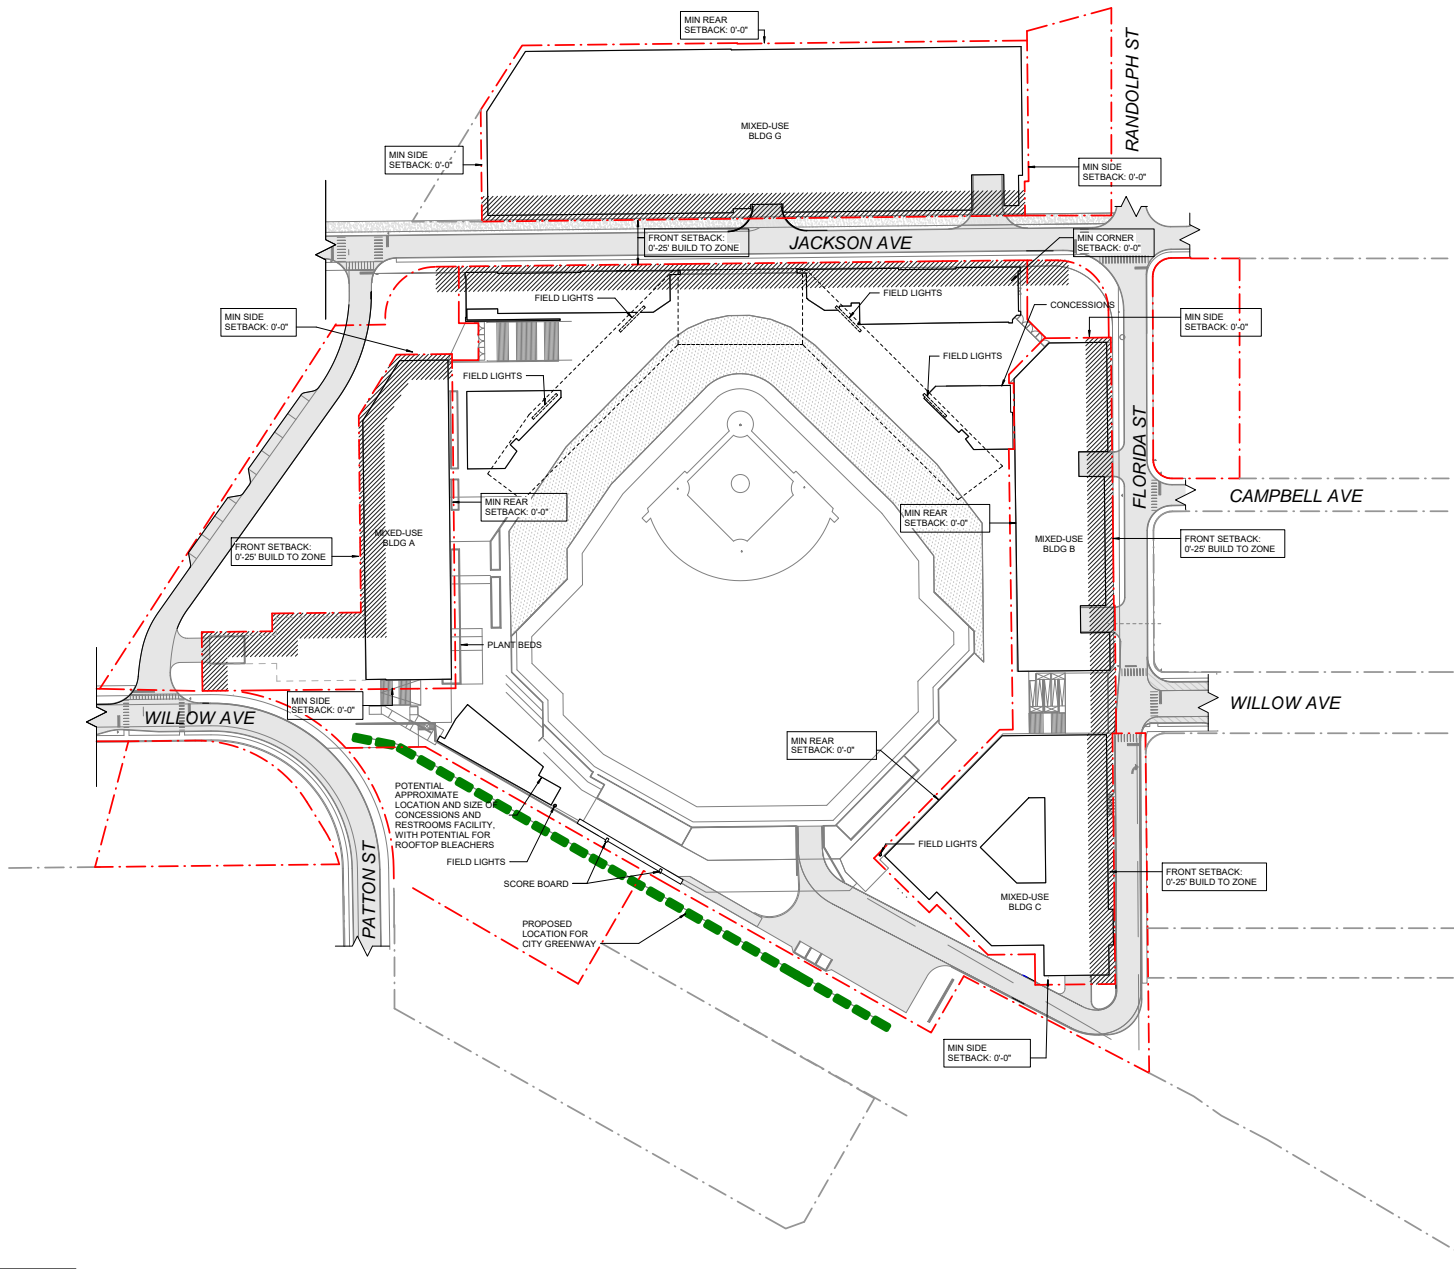 MIN REAR
SETBACK: 0'-0"
RANDOLPH ST
MIXED-USE
BLDG G
MIN SIDE
SETBACK: 0'-0"
MIN SIDE
SETBACK: 0'-0"
FRONT SETBACK:
0'-25' BUILD TO ZONE
JACKSON AVE
MIN CORNER
SETBACK: 0'-0"
FIELD LIGHTS
FIELD LIGHTS
CONCESSIONS
MIN SIDE
SETBACK: 0'-0"
MIN SIDE
SETBACK: 0'-0"
FIELD LIGHTS
FIELD LIGHTS
FLORIDA ST
CAMPBELL AVE
MIN REAR
SETBACK: 0'-0"
MIN REAR
SETBACK: 0'-0"
MIXED-USE
BLDG A
FRONT SETBACK:
0'-25' BUILD TO ZONE
MIXED-USE
BLDG B
FRONT SETBACK:
0'-25' BUILD TO ZONE
PLANT BEDS
MIN SIDE
SETBACK: 0'-0"
WILLOW AVE
WILLOW AVE
MIN REAR
SETBACK: 0'-0"
POTENTIAL
APPROXIMATE
LOCATION AND SIZE OF
CONCESSIONS AND
RESTROOMS FACILITY,
WITH POTENTIAL FOR
ROOFTOP BLEACHERS
FIELD LIGHTS
FIELD LIGHTS
PATTON ST
SCORE BOARD
MIXED-USE
BLDG C
FRONT SETBACK:
0'-25' BUILD TO ZONE
PROPOSED
LOCATION FOR
CITY GREENWAY
MIN SIDE
SETBACK: 0'-0"